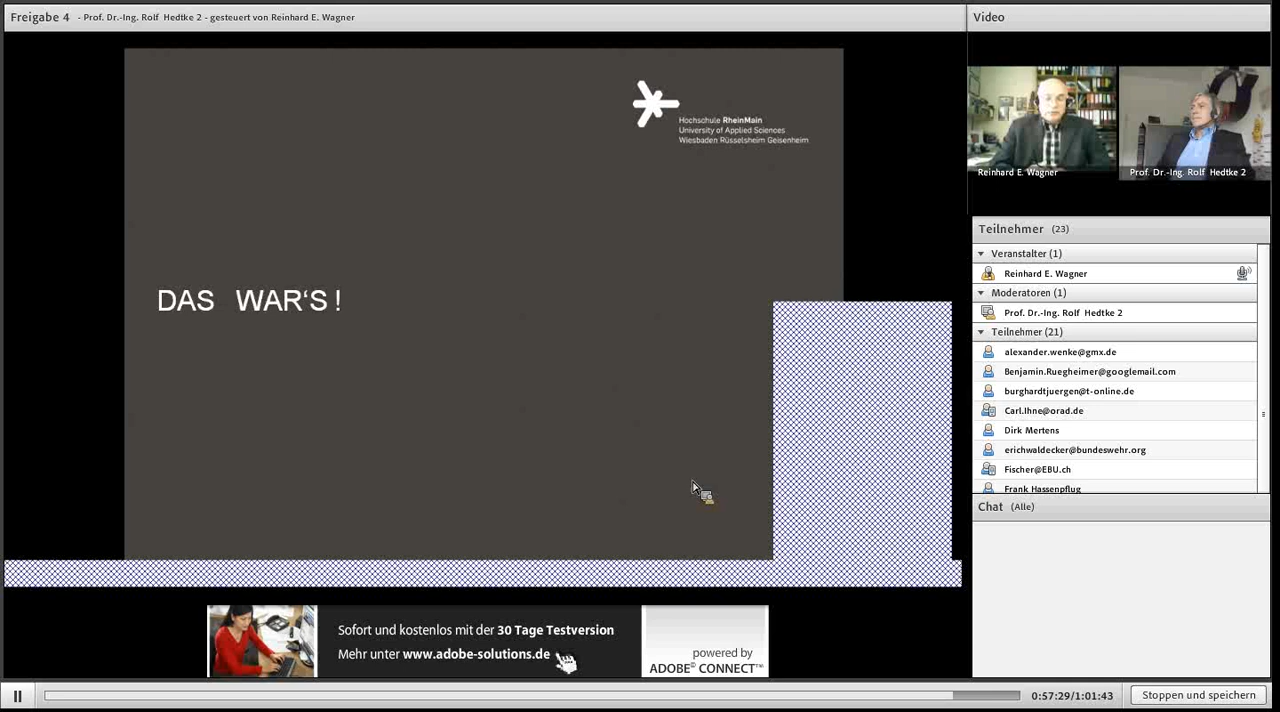 Freigabe 4 - Prof. Dr.-Ing. Rolf Hedtke 2 - gesteuert von Reinhard E. Wagner
Hochschule RheinMain
University of Applied Sciences
Wiesbaden Rüsselsheim Geisenheim
DAS WAR‘S !
Sofort und kostenlos mit der 30 Tage Testversion
Mehr unter www.adobe-solutions.de
powered by
ADOBE® CONNECT™
Video
Reinhard E. Wagner
Prof. Dr.-Ing. Rolf Hedtke 2
Teilnehmer (23)
Veranstalter (1)
Reinhard E. Wagner
Moderatoren (1)
Prof. Dr.-Ing. Rolf Hedtke 2
Teilnehmer (21)
alexander.wenke@gmx.de
Benjamin.Ruegheimer@googlemail.com
burghardtjuergen@t-online.de
Carl.Ihne@orad.de
Dirk Mertens
erichwaldecker@bundeswehr.org
Fischer@EBU.ch
Frank Hassenpflug
Chat (Alle)
0:57:29/1:01:43
Stoppen und speichern